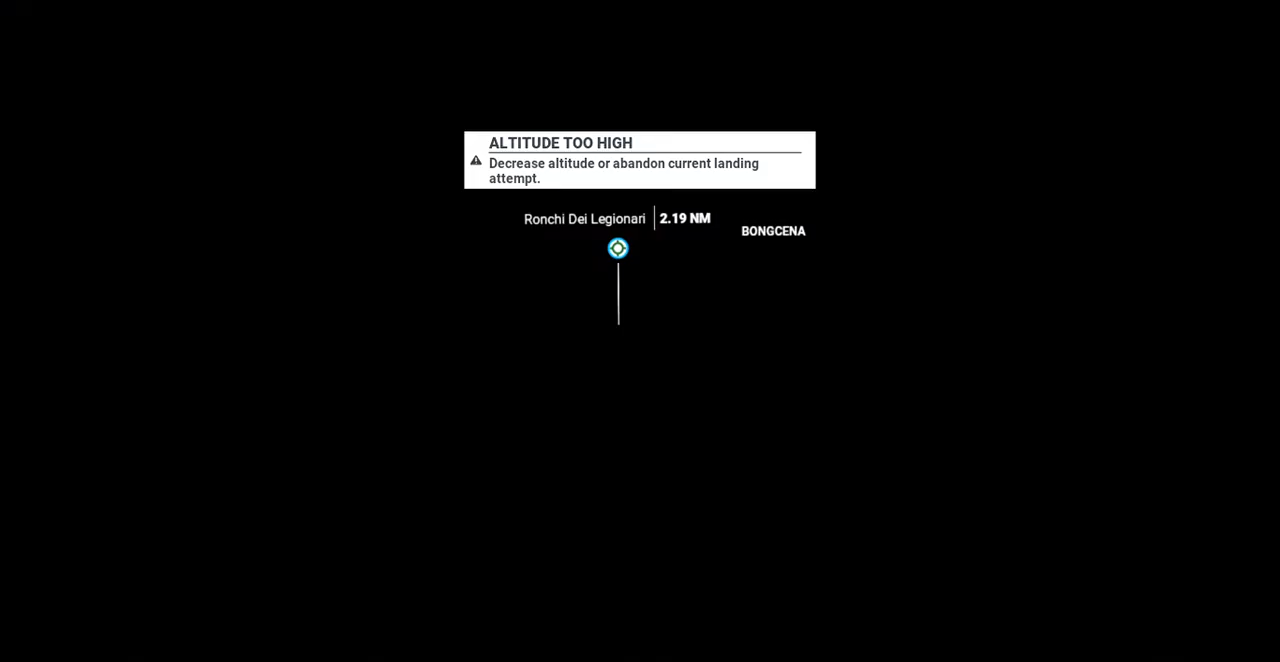 ALTITUDE TOO HIGH
Decrease altitude or abandon current landing
attempt.
Ronchi Dei Legionari 2.19 NM
BONGCENA